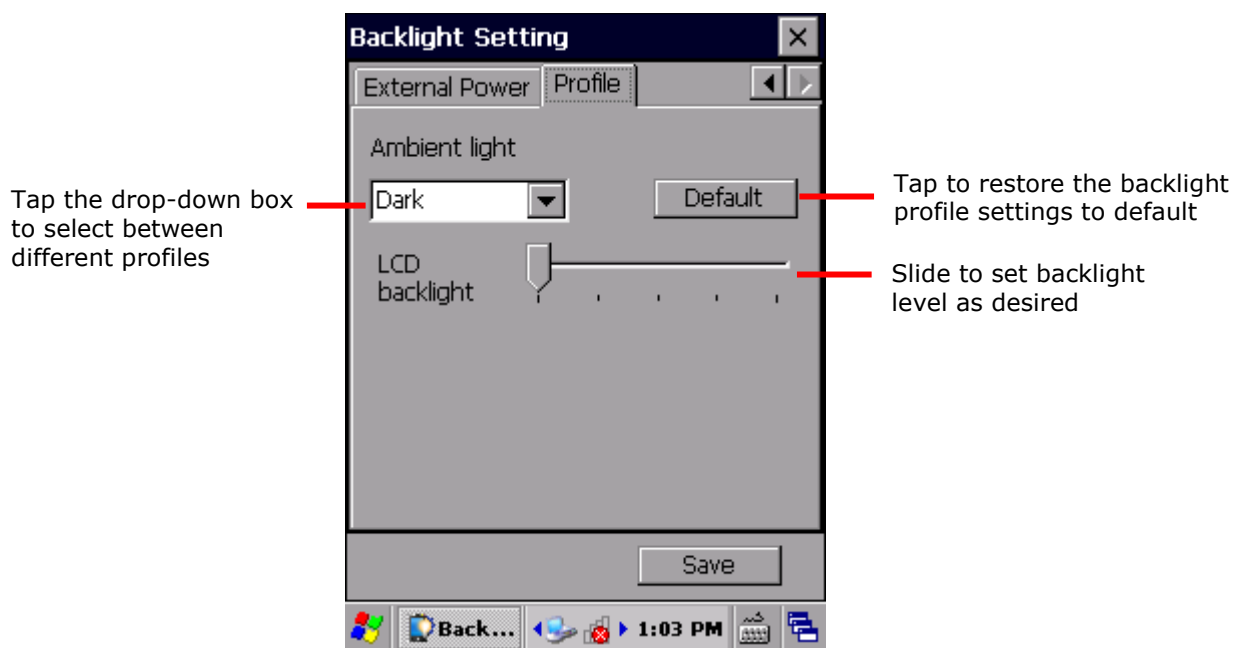 Backlight Setting
External Power Profile
Ambient light
Tap the drop-down box
to select between
different profiles
Dark
Default
Tap to restore the backlight
profile settings to default
LCD
backlight
Slide to set backlight
level as desired
Save
Back... 1:03 PM